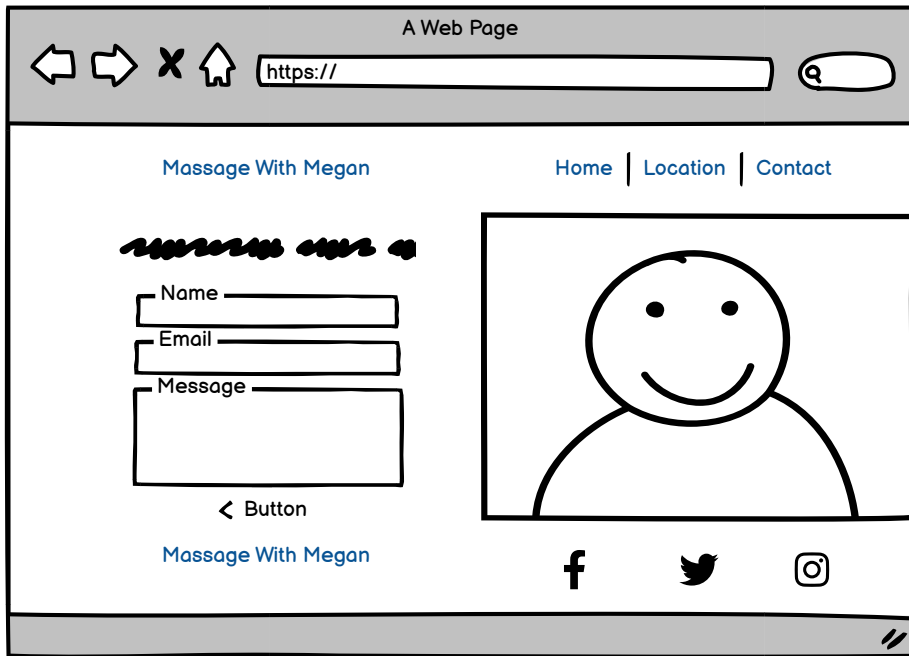 A Web Page
https://
Massage With Megan
Home | Location | Contact
Name
Email
Message
< Button
Massage With Megan